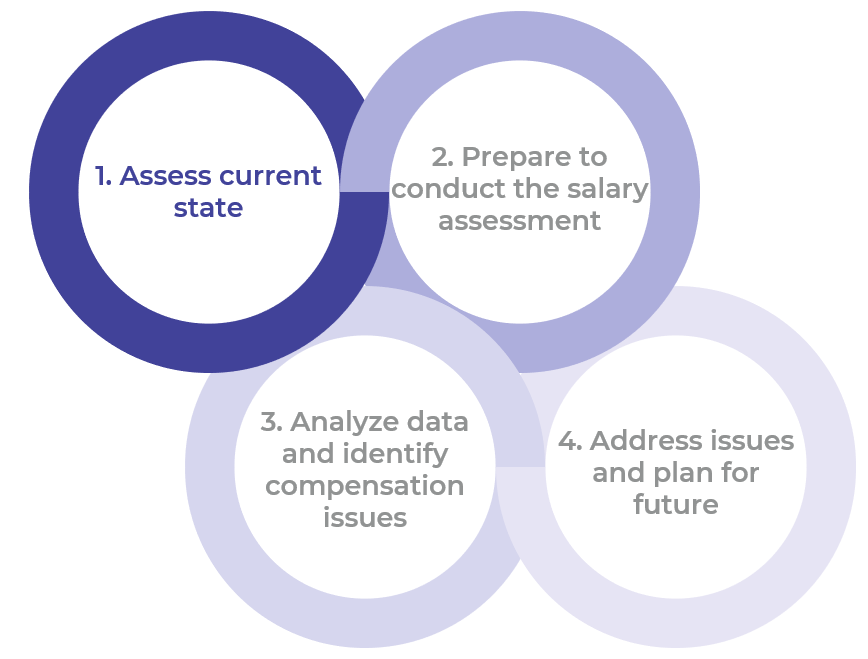 1. Assess current
state
2. Prepare to
conduct the salary
assessment
3. Analyze data
and identify
compensation
issues
4. Address issues
and plan for
future